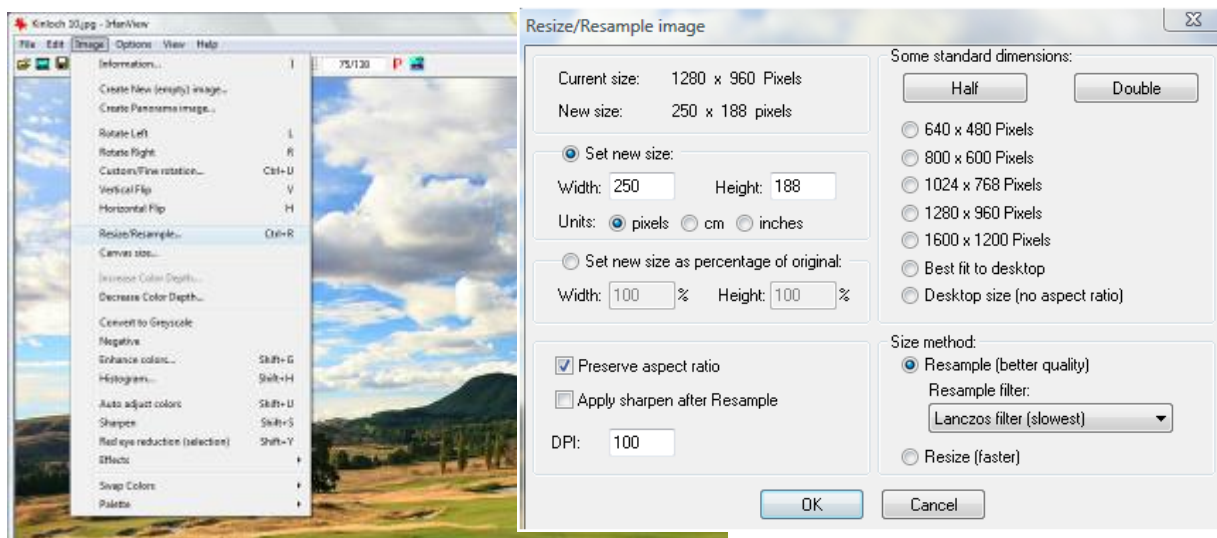 Kinloch 10.jpg - IrfanView
File Edit Image Options View Help
75/130 P
Information... I
Create New (empty) image...
Create Panorama image...
Rotate Left L
Rotate Right R
Custom/Fine rotation... Ctrl+U
Vertical Flip V
Horizontal Flip H
Resize/Resample... Ctrl+R
Canvas size...
Increase Color Depth...
Decrease Color Depth...
Convert to Greyscale
Negative
Enhance colors... Shift+G
Histogram... Shift+H
Auto adjust colors Shift+U
Sharpen Shift+S
Red eye reduction (selection) Shift+Y
Effects
Swap Colors
Palette
Resize/Resample image
Current size: 1280 x 960 Pixels
New size: 250 x 188 pixels
Set new size:
Width: 250 Height: 188
Units: pixels cm inches
Set new size as percentage of original:
Width: 100 % Height: 100 %
Preserve aspect ratio
Apply sharpen after Resample
DPI: 100
Some standard dimensions:
Half Double
640 x 480 Pixels
800 x 600 Pixels
1024 x 768 Pixels
1280 x 960 Pixels
1600 x 1200 Pixels
Best fit to desktop
Desktop size (no aspect ratio)
Size method:
Resample (better quality)
Resample filter:
Lanczos filter (slowest)
Resize (faster)
OK Cancel